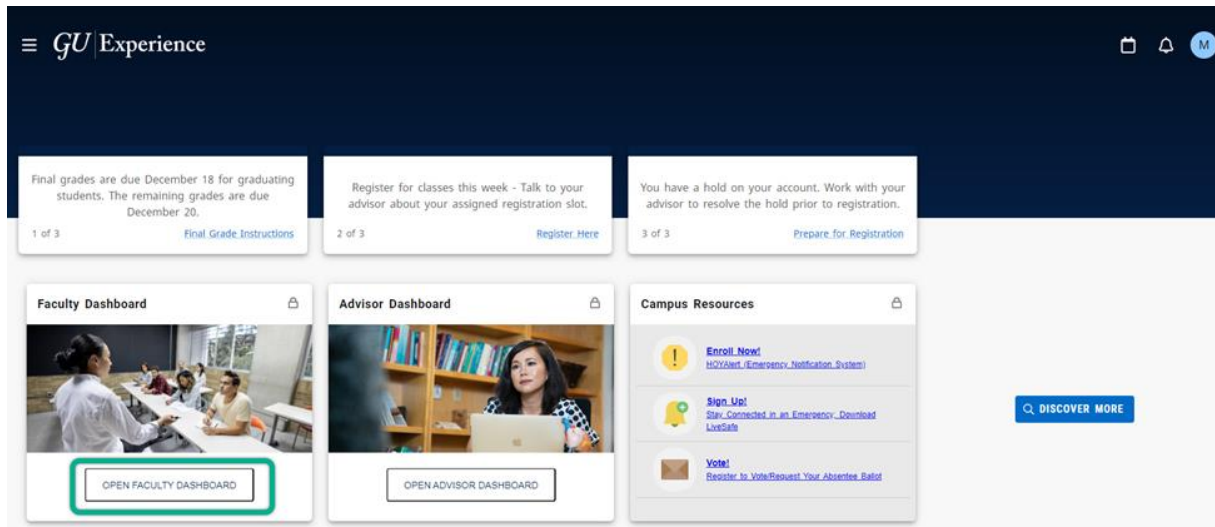 GU Experience
M
Final grades are due December 18 for graduating
students. The remaining grades are due
December 20.
1 of 3 Final Grade Instructions
Register for classes this week - Talk to your
advisor about your assigned registration slot.
2 of 3 Register Here
You have a hold on your account. Work with your
advisor to resolve the hold prior to registration.
3 of 3 Prepare for Registration
Faculty Dashboard
OPEN FACULTY DASHBOARD
Advisor Dashboard
OPEN ADVISOR DASHBOARD
Campus Resources
Enroll Now!
HOYAlert (Emergency Notification System)
Sign Up!
Stay Connected in an Emergency: Download
LiveSafe
Vote!
Register to Vote/Request Your Absentee Ballot
DISCOVER MORE